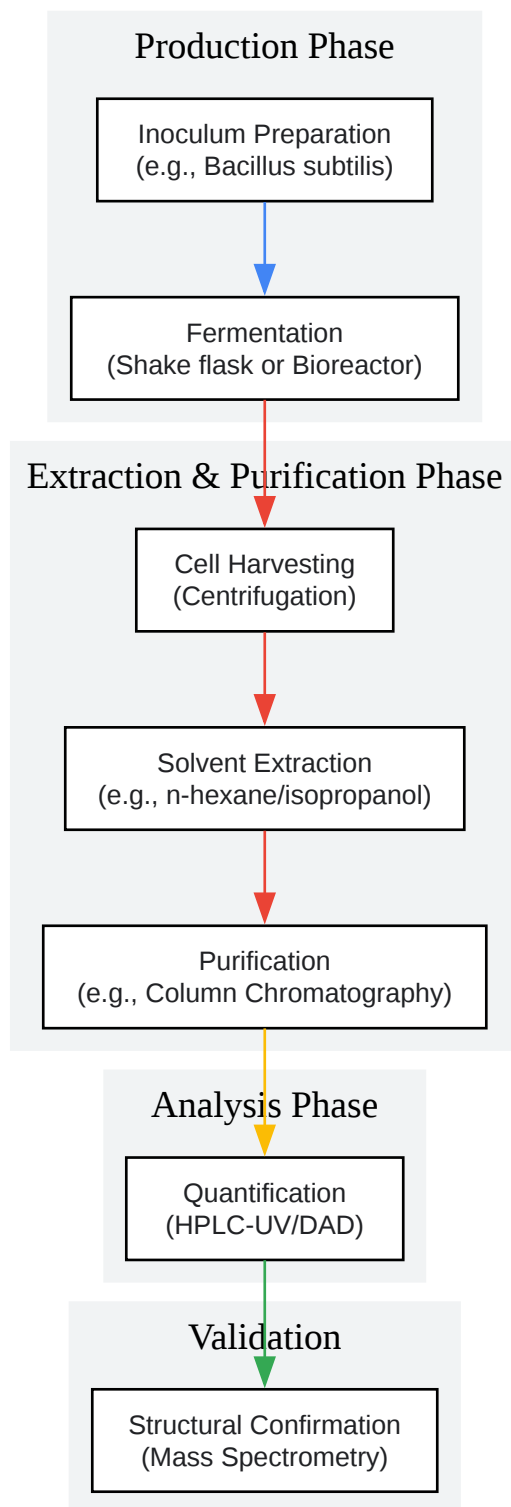 Production Phase
Inoculum Preparation
(e.g., Bacillus subtilis)
Fermentation
(Shake flask or Bioreactor)
Extraction & Purification Phase
Cell Harvesting
(Centrifugation)
Solvent Extraction
(e.g., n-hexane/isopropanol)
Purification
(e.g., Column Chromatography)
Analysis Phase
Quantification
(HPLC-UV/DAD)
Validation
Structural Confirmation
(Mass Spectrometry)